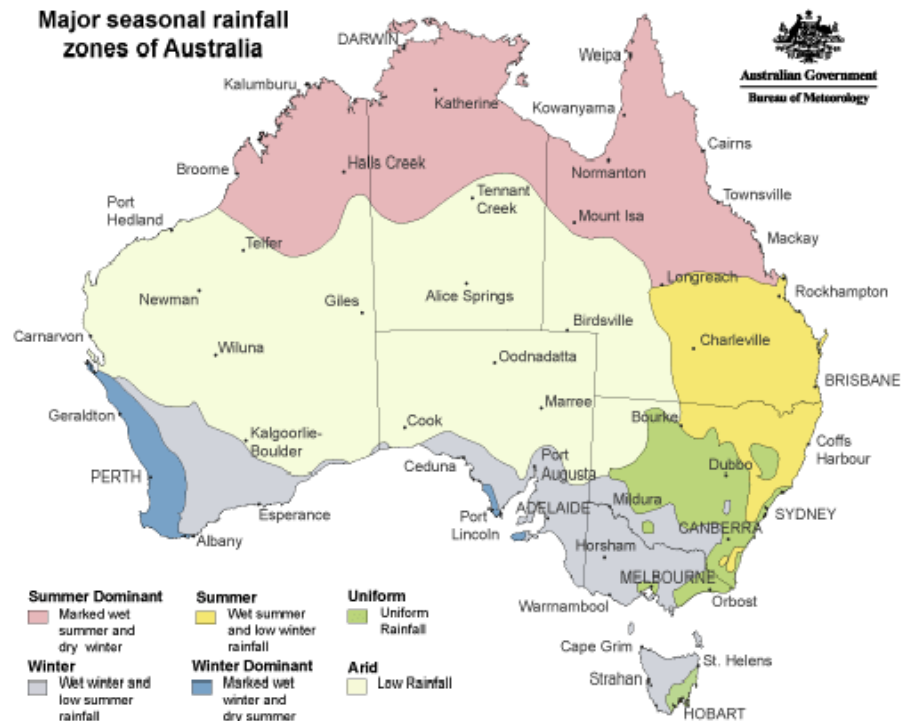 Major seasonal rainfall
zones of Australia
Australian Government
Bureau of Meteorology
DARWIN
Weipa
Kalumburu
Katherine
Kowanyama
Cairns
Broome
Halls Creek
Normanton
Tennant
Creek
Townsville
Port
Hedland
Mount Isa
Telfer
Mackay
Longreach
Newman
Giles
Alice Springs
Rockhampton
Birdsville
Carnarvon
Wiluna
Charleville
Oodnadatta
BRISBANE
Marree
Geraldton
Bourke
Cook
Kalgoorlie-
Boulder
Coffs
Harbour
Ceduna
Port
Augusta
Dubbo
PERTH
Mildura
Esperance
Port
Lincoln
ADELAIDE
SYDNEY
CANBERRA
Albany
Horsham
MELBOURNE
Warrnambool
Orbost
Cape Grim
St. Helens
Strahan
HOBART
Summer Dominant
Marked wet
summer and
dry winter
Summer
Wet summer
and low winter
rainfall
Uniform
Uniform
Rainfall
Winter
Wet winter and
low summer
rainfall
Winter Dominant
Marked wet
winter and
dry summer
Arid
Low Rainfall